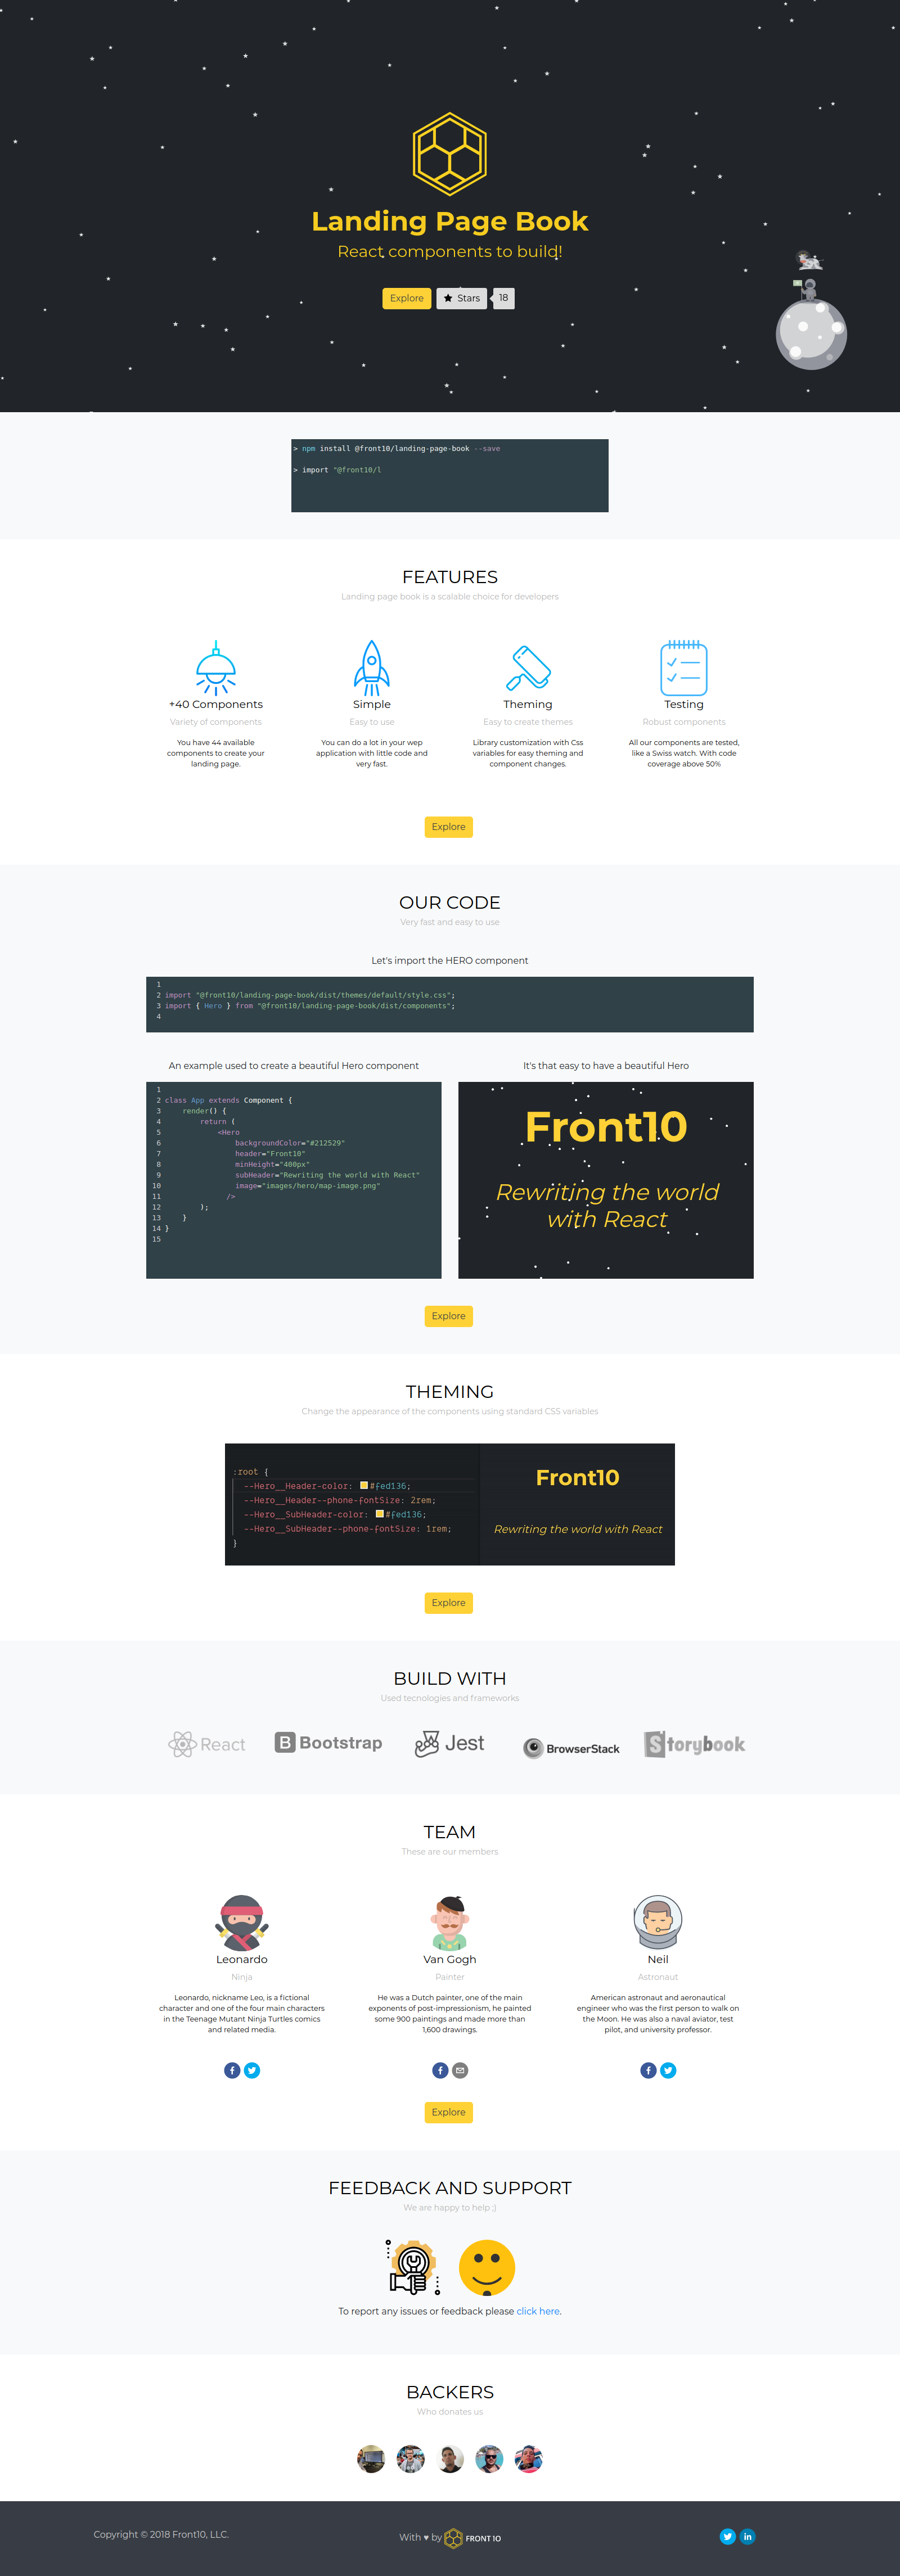 Landing Page Book
React components to build!
Explore
★ Stars
18
> npm install @front10/landing-page-book --save
> import "@front10/l
FEATURES
Landing page book is a scalable choice for developers
+40 Components
Variety of components
You have 44 available
components to create your
landing page.
Simple
Easy to use
You can do a lot in your wep
application with little code and
very fast.
Theming
Easy to create themes
Library customization with Css
variables for easy theming and
component changes.
Testing
Robust components
All our components are tested,
like a Swiss watch. With code
coverage above 50%
Explore
OUR CODE
Very fast and easy to use
Let's import the HERO component
1
2 import "@front10/landing-page-book/dist/themes/default/style.css";
3 import { Hero } from "@front10/landing-page-book/dist/components";
4
An example used to create a beautiful Hero component
1
2 class App extends Component {
3     render() {
4         return (
5             <Hero
6                 backgroundColor="#212529"
7                 header="Front10"
8                 minHeight="400px"
9                 subHeader="Rewriting the world with React"
10                 image="images/hero/map-image.png"
11               />
12         );
13     }
14 }
15
It's that easy to have a beautiful Hero
Front10
Rewriting the world
with React
Explore
THEMING
Change the appearance of the components using standard CSS variables
:root {
--Hero__Header-color: #fed136;
--Hero__Header--phone-fontSize: 2rem;
--Hero__SubHeader-color: #fed136;
--Hero__SubHeader--phone-fontSize: 1rem;
}
Front10
Rewriting the world with React
Explore
BUILD WITH
Used tecnologies and frameworks
React
B Bootstrap
Jest
BrowserStack
Storybook
TEAM
These are our members
Leonardo
Ninja
Leonardo, nickname Leo, is a fictional
character and one of the four main characters
in the Teenage Mutant Ninja Turtles comics
and related media.
Van Gogh
Painter
He was a Dutch painter, one of the main
exponents of post-impressionism, he painted
some 900 paintings and made more than
1,600 drawings.
Neil
Astronaut
American astronaut and aeronautical
engineer who was the first person to walk on
the Moon. He was also a naval aviator, test
pilot, and university professor.
Explore
FEEDBACK AND SUPPORT
We are happy to help ;)
To report any issues or feedback please click here.
BACKERS
Who donates us
Copyright © 2018 Front10, LLC.
With ♥ by FRONT IO